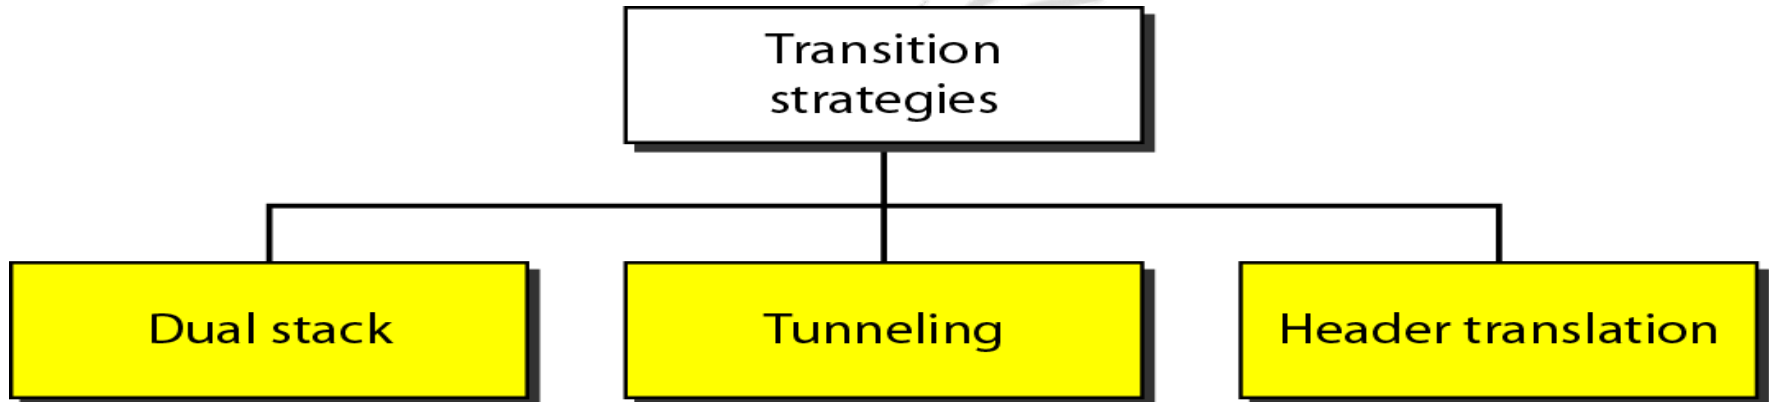 Transition
strategies
Dual stack
Tunneling
Header translation